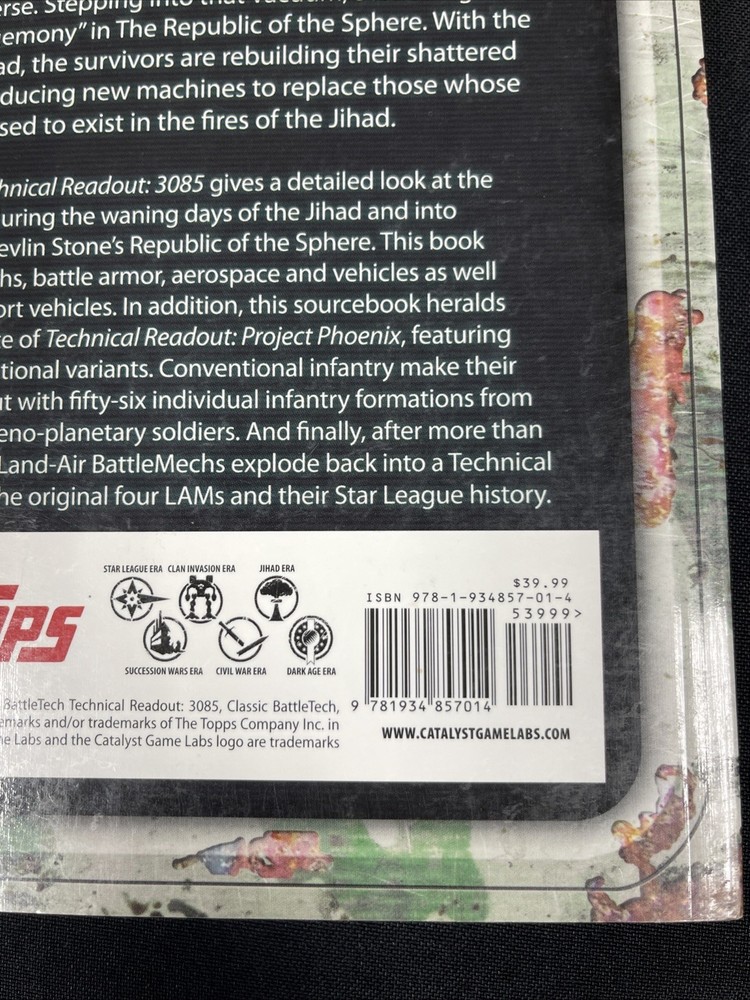 erse. Stepping into that vacuum,
emony" in The Republic of the Sphere. With the
ad, the survivors are rebuilding their shattered
ducing new machines to replace those whose
sed to exist in the fires of the Jihad.
hnical Readout: 3085 gives a detailed look at the
uring the waning days of the Jihad and into
evlin Stone's Republic of the Sphere. This book
hs, battle armor, aerospace and vehicles as well
ort vehicles. In addition, this sourcebook heralds
e of Technical Readout: Project Phoenix, featuring
tional variants. Conventional infantry make their
ut with fifty-six individual infantry formations from
eno-planetary soldiers. And finally, after more than
Land-Air BattleMechs explode back into a Technical
he original four LAMs and their Star League history.
STAR LEAGUE ERA CLAN INVASION ERA JIHAD ERA
SUCCESSION WARS ERA CIVIL WAR ERA DARK AGE ERA
OPPS
BattleTech Technical Readout: 3085, Classic BattleTech,
emarks and/or trademarks of The Topps Company Inc. in
e Labs and the Catalyst Game Labs logo are trademarks
$39.99
ISBN 978-1-934857-01-4
53999>
9 781934 857014
WWW.CATALYSTGAMELABS.COM